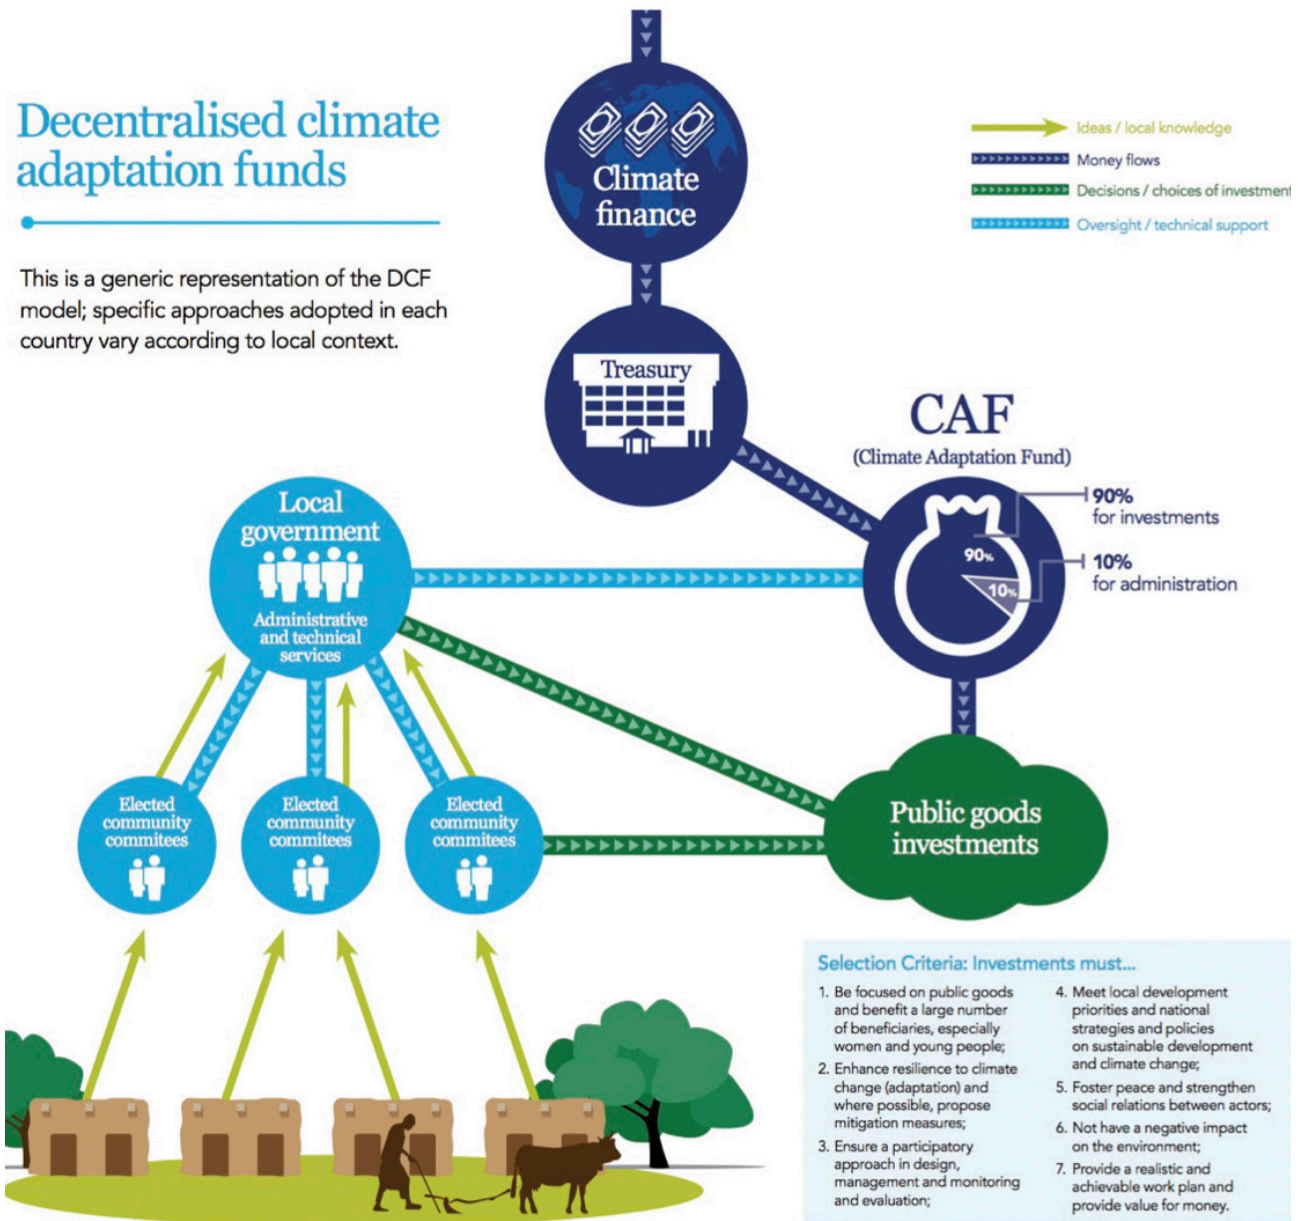 Decentralised climate
adaptation funds
This is a generic representation of the DCF
model; specific approaches adopted in each
country vary according to local context.
Climate
finance
Ideas / local knowledge
Money flows
Decisions / choices of investment
Oversight / technical support
Treasury
CAF
(Climate Adaptation Fund)
90%
for investments
90%
10%
for administration
10%
Local
government
Administrative
and technical
services
Elected
community
commitees
Elected
community
commitees
Elected
community
commitees
Public goods
investments
Selection Criteria: Investments must...
1. Be focused on public goods
and benefit a large number
of beneficiaries, especially
women and young people;
2. Enhance resilience to climate
change (adaptation) and
where possible, propose
mitigation measures;
3. Ensure a participatory
approach in design,
management and monitoring
and evaluation;
4. Meet local development
priorities and national
strategies and policies
on sustainable development
and climate change;
5. Foster peace and strengthen
social relations between actors;
6. Not have a negative impact
on the environment;
7. Provide a realistic and
achievable work plan and
provide value for money.